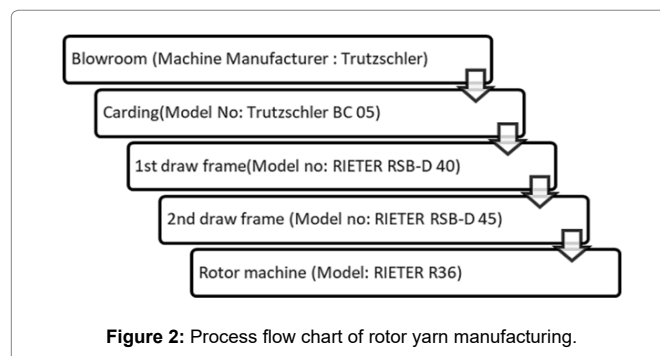 Blowroom (Machine Manufacturer : Trutzschler)
Carding(Model No: Trutzschler BC 05)
1st draw frame(Model no: RIETER RSB-D 40)
2nd draw frame (Model no: RIETER RSB-D 45)
Rotor machine (Model: RIETER R36)
Figure 2: Process flow chart of rotor yarn manufacturing.